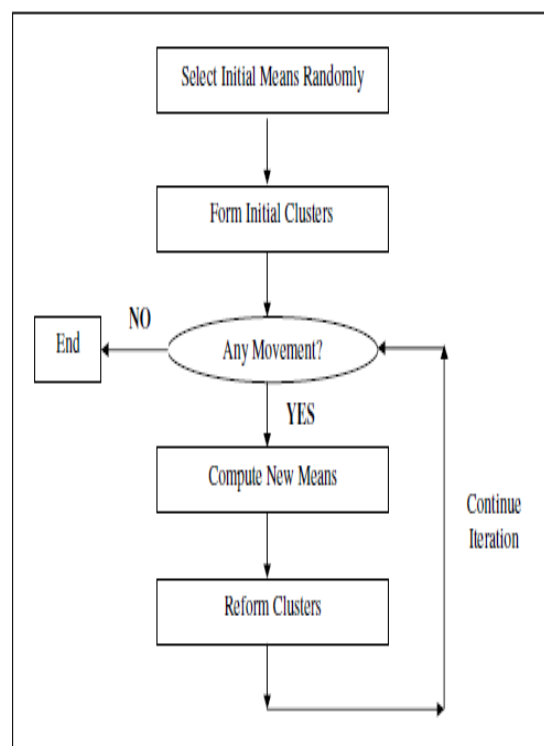 Select Initial Means Randomly
Form Initial Clusters
NO
End
Any Movement?
YES
Compute New Means
Continue
Iteration
Reform Clusters